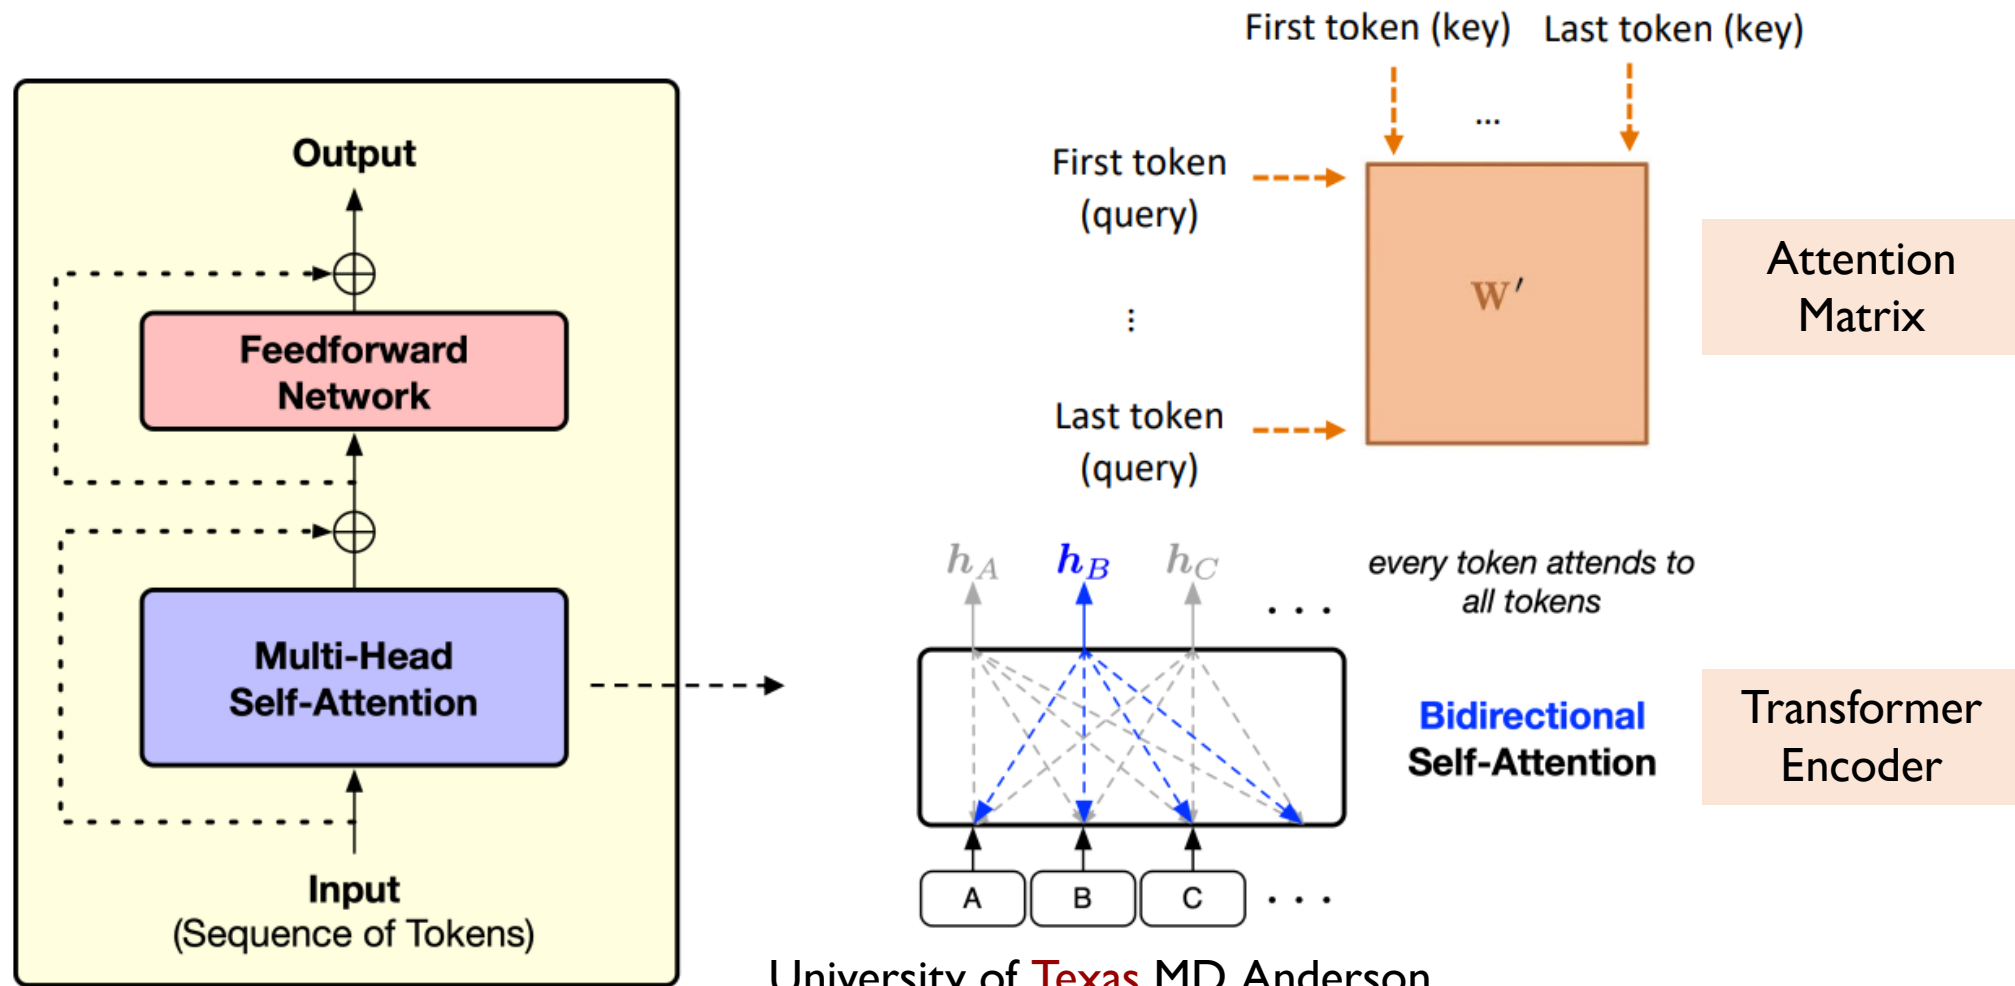 Output
Feedforward
Network
Multi-Head
Self-Attention
Input
(Sequence of Tokens)
First token (key) Last token (key)
...
First token
(query)
⋮
Last token
(query)
W′
Attention
Matrix
h_A h_B h_C
. . .
every token attends to
all tokens
Bidirectional
Self-Attention
Transformer
Encoder
A B C . . .
University of Texas MD Anderson